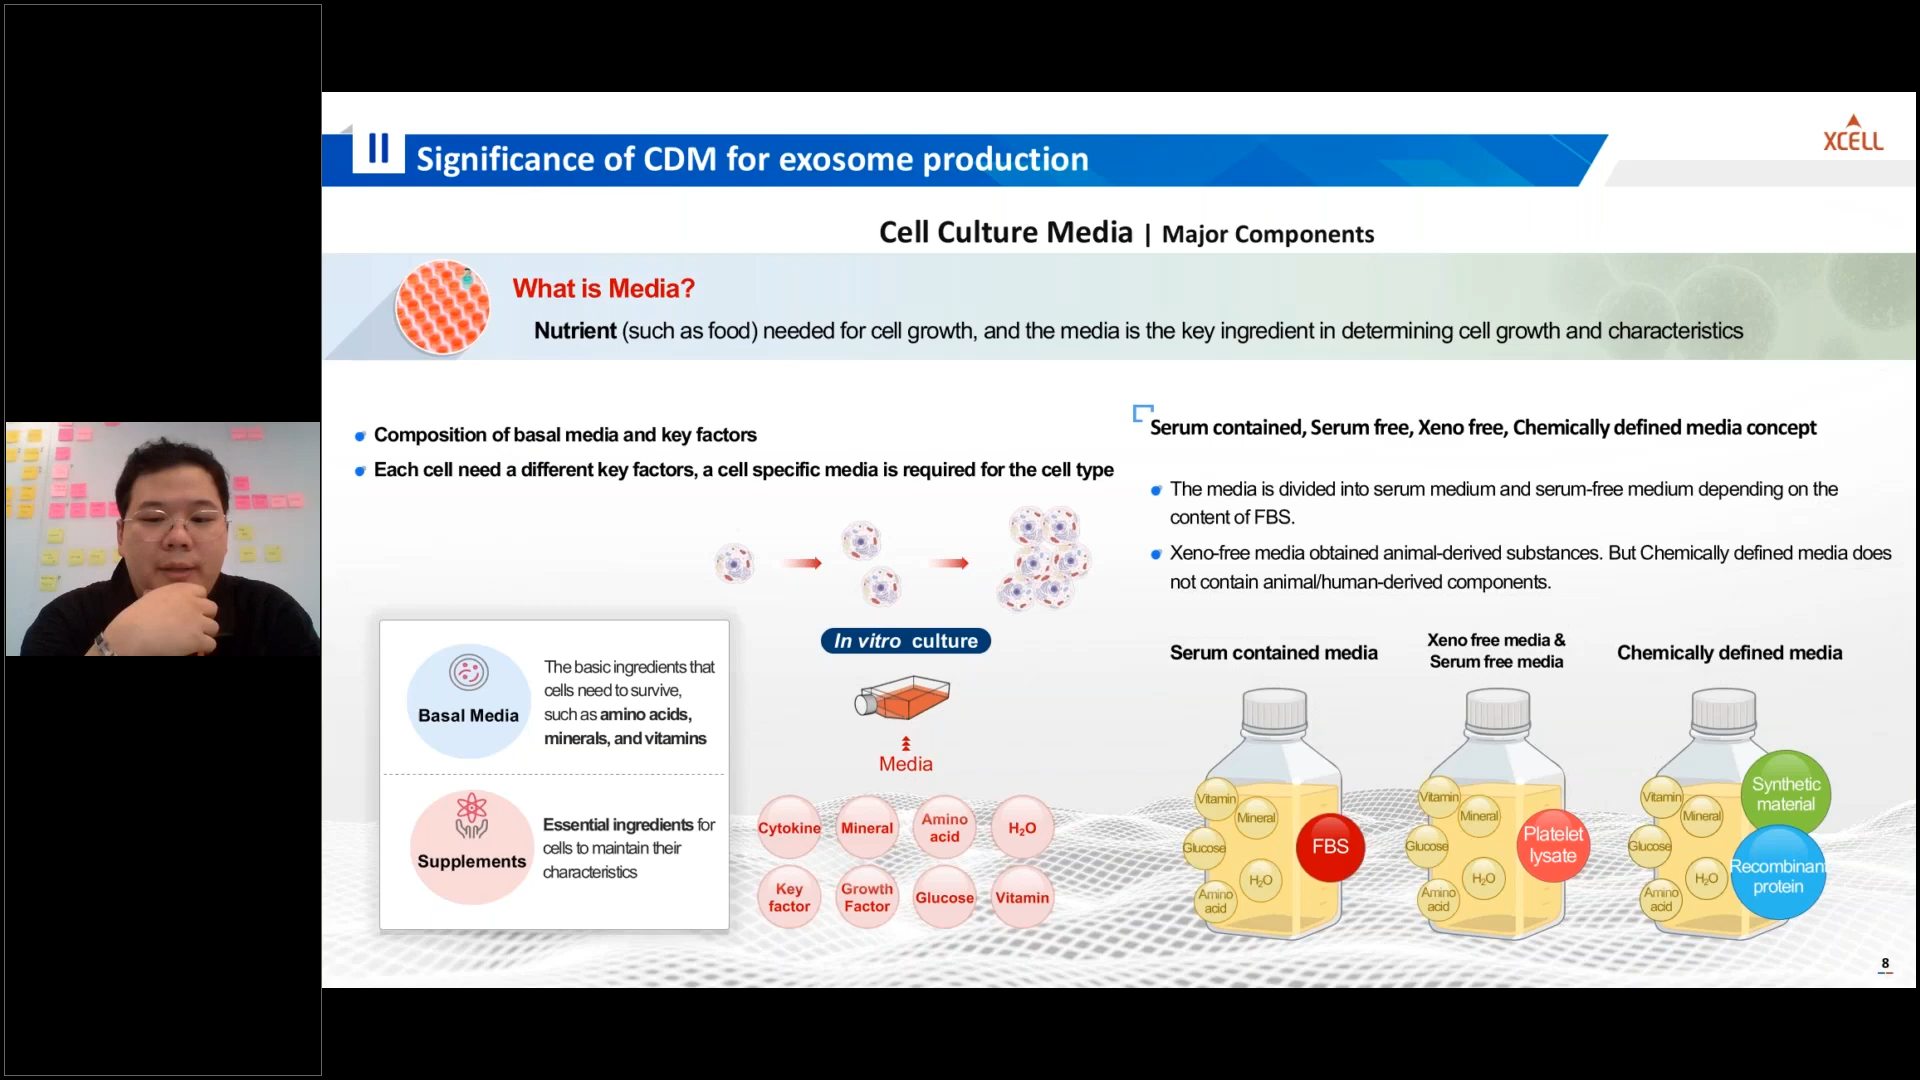 II
Significance of CDM for exosome production
XCELL
Cell Culture Media | Major Components
What is Media?
Nutrient (such as food) needed for cell growth, and the media is the key ingredient in determining cell growth and characteristics
Composition of basal media and key factors
Each cell need a different key factors, a cell specific media is required for the cell type
In vitro culture
Media
Basal Media
The basic ingredients that
cells need to survive,
such as amino acids,
minerals, and vitamins
Supplements
Essential ingredients for
cells to maintain their
characteristics
Cytokine
Mineral
Amino
acid
H₂O
Key
factor
Growth
Factor
Glucose
Vitamin
Serum contained, Serum free, Xeno free, Chemically defined media concept
The media is divided into serum medium and serum-free medium depending on the
content of FBS.
Xeno-free media obtained animal-derived substances. But Chemically defined media does
not contain animal/human-derived components.
Serum contained media
Vitamin
Mineral
Glucose
H₂O
Amino
acid
FBS
Xeno free media &
Serum free media
Vitamin
Mineral
Glucose
H₂O
Amino
acid
Platelet
lysate
Chemically defined media
Vitamin
Mineral
Glucose
H₂O
Amino
acid
Synthetic
material
Recombinan
protein
8